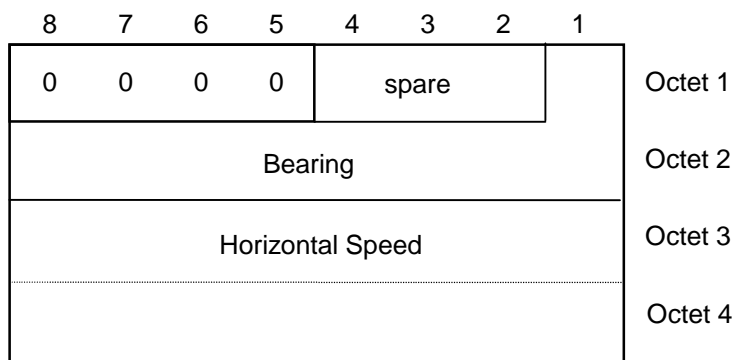 8 7 6 5 4 3 2 1
0 0 0 0 spare Octet 1
Bearing Octet 2
Horizontal Speed Octet 3
Octet 4